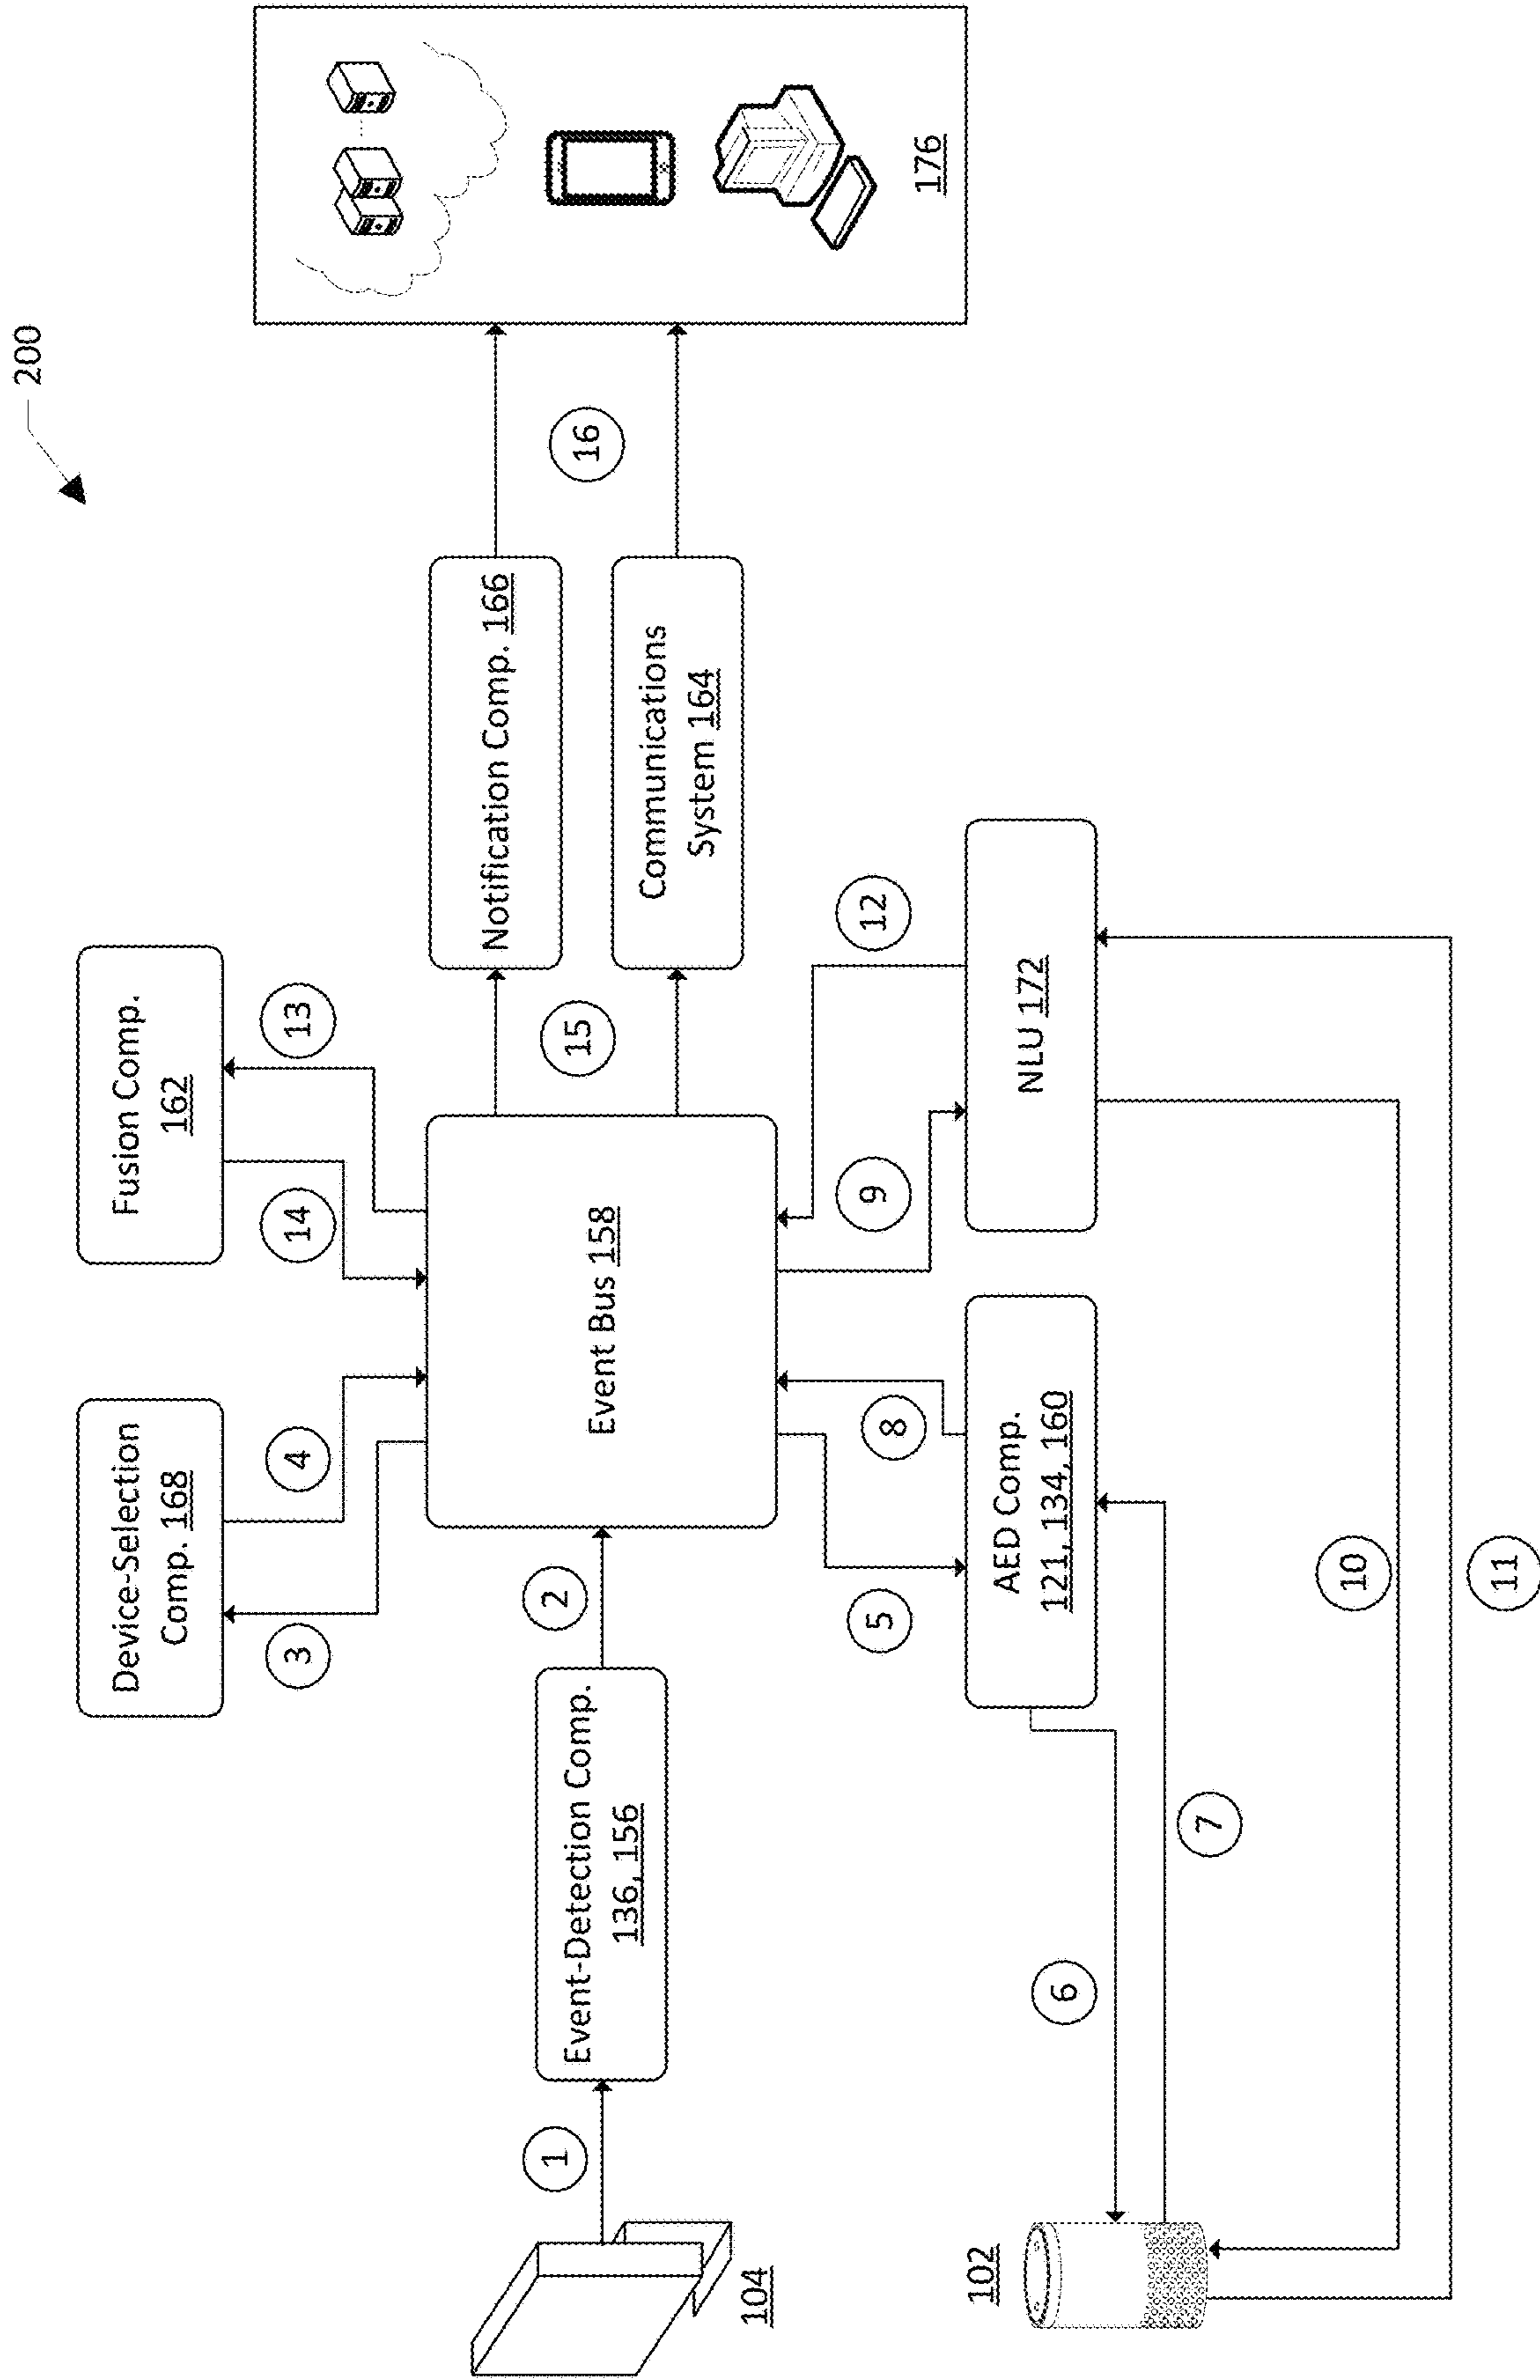 200
Device-Selection
Comp. 168
Fusion Comp.
162
3
4
14
13
104
1
Event-Detection Comp.
136, 156
2
Event Bus 158
15
Notification Comp. 166
Communications
System 164
16
176
5
8
9
12
102
6
7
AED Comp.
121, 134, 160
NLU 172
10
11